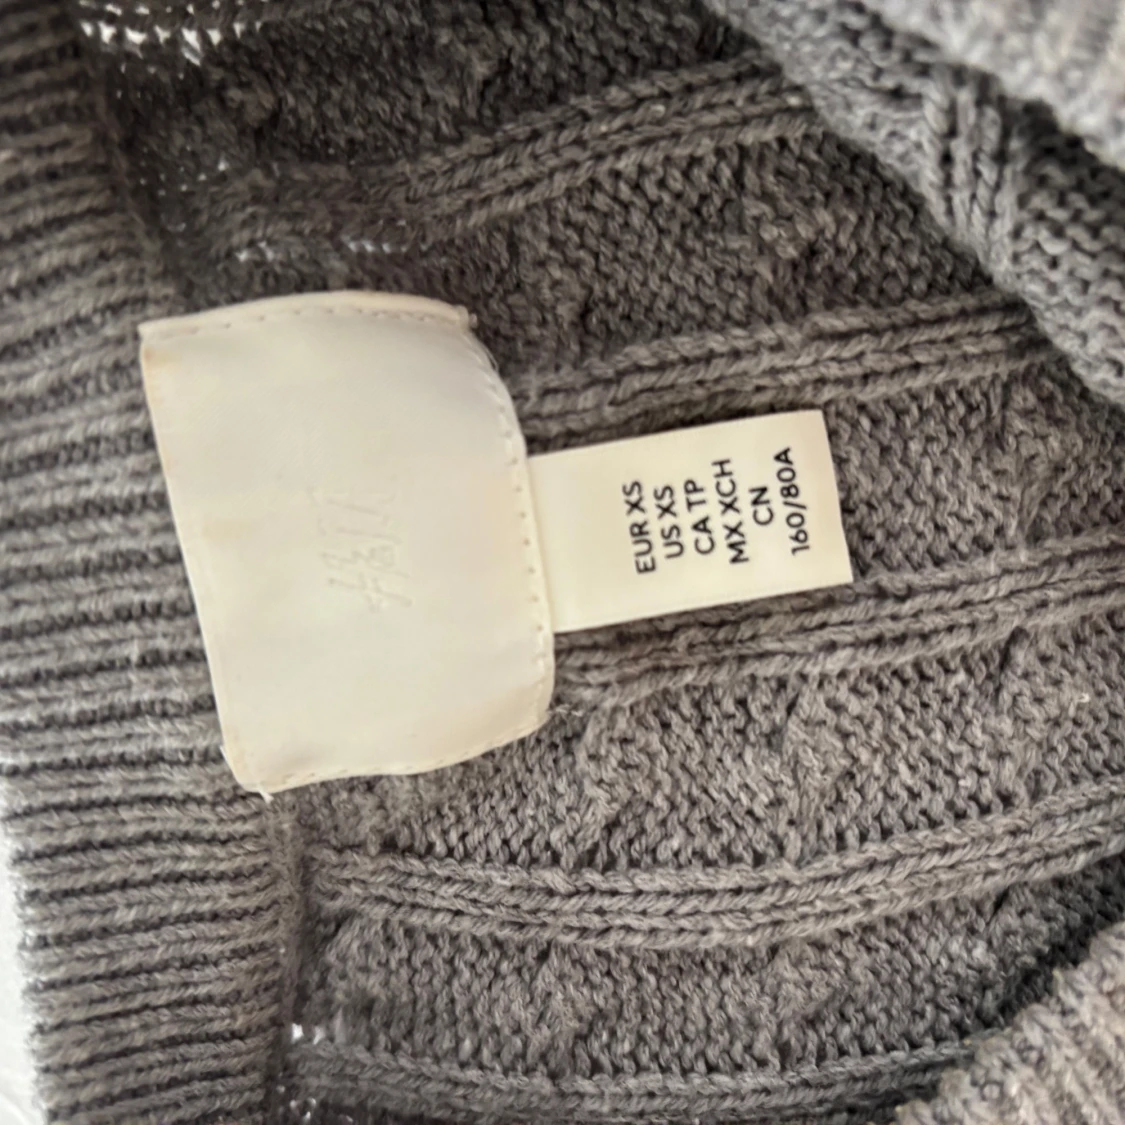 H&M
EUR XS
US XS
CA TP
MX XCH
CN
160/80A